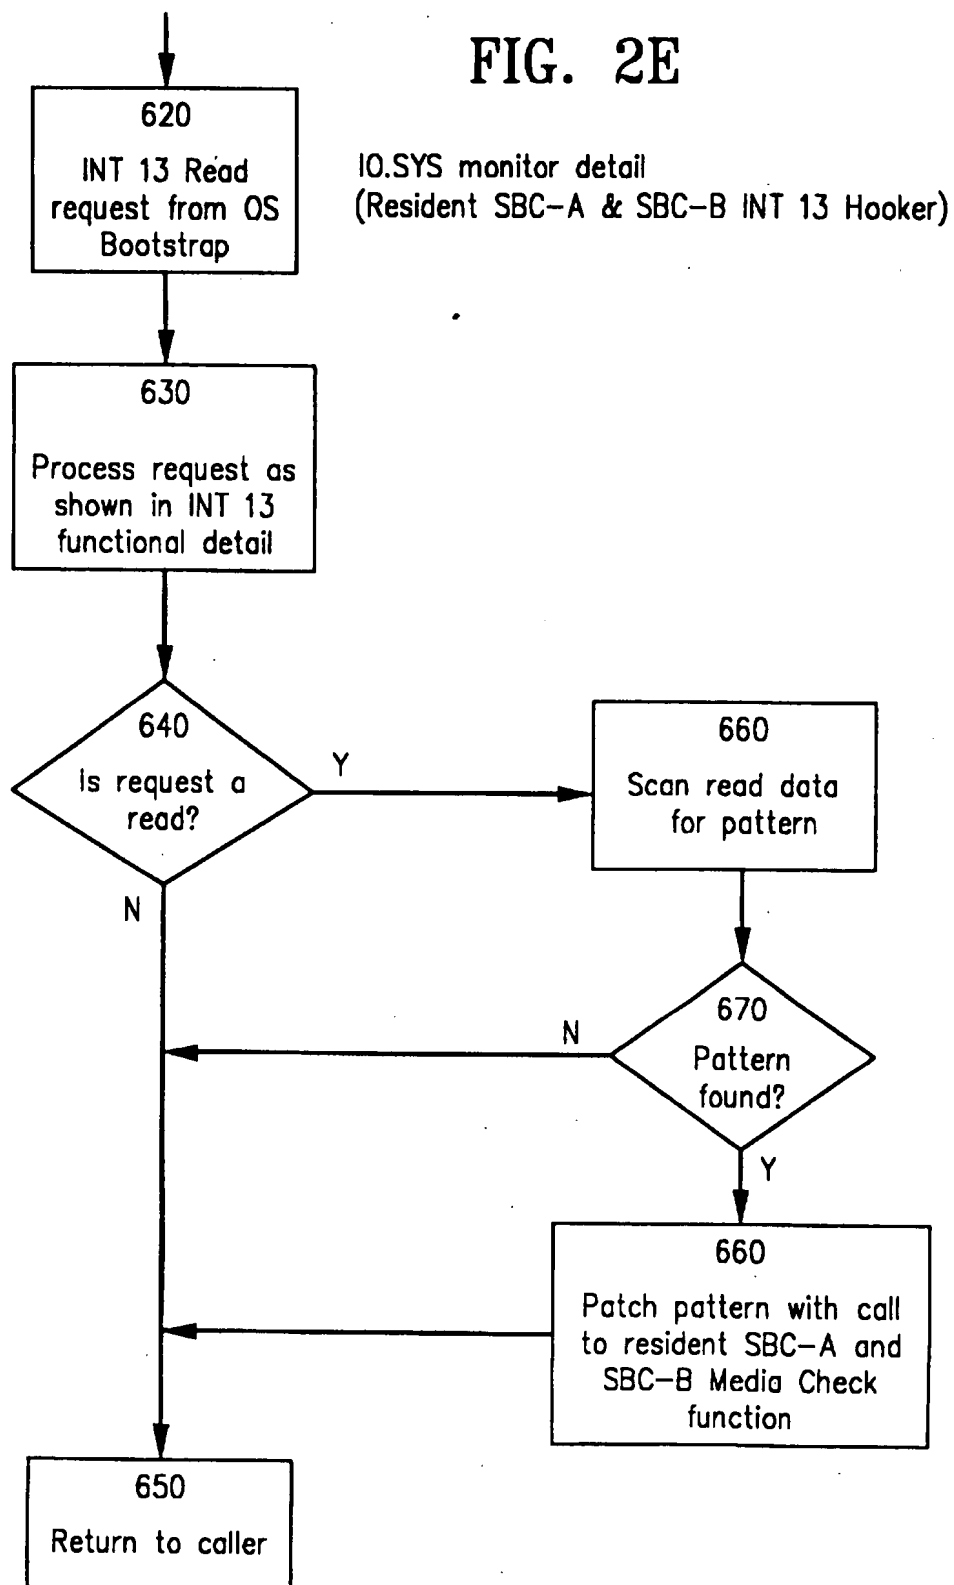 FIG. 2E
IO.SYS monitor detail
(Resident SBC-A & SBC-B INT 13 Hooker)
620
INT 13 Read
request from OS
Bootstrap
630
Process request as
shown in INT 13
functional detail
640
Is request a
read?
Y
N
660
Scan read data
for pattern
670
Pattern
found?
N
Y
660
Patch pattern with call
to resident SBC-A and
SBC-B Media Check
function
650
Return to caller